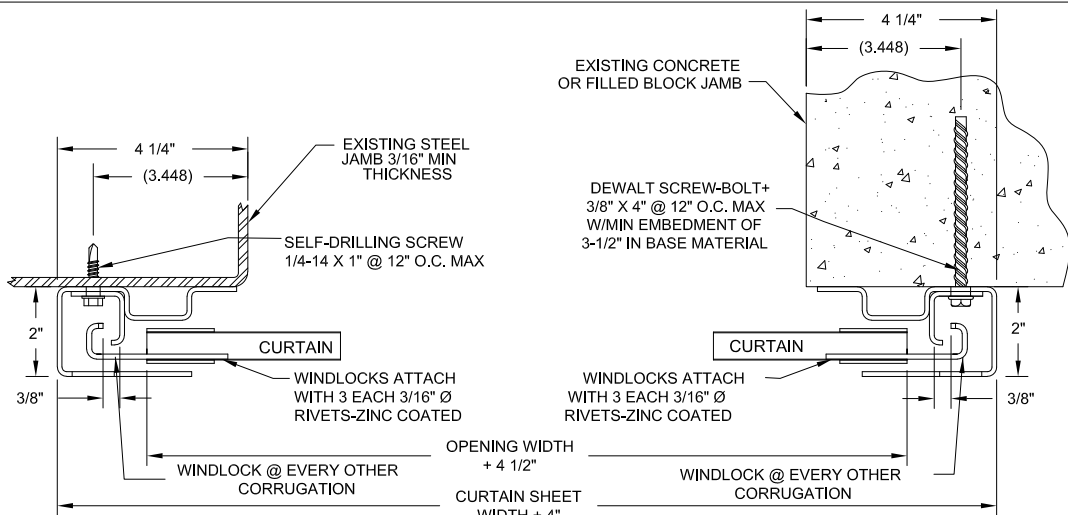 4 1/4"
(3.448)
EXISTING CONCRETE
OR FILLED BLOCK JAMB
4 1/4"
(3.448)
EXISTING STEEL
JAMB 3/16" MIN
THICKNESS
DEWALT SCREW-BOLT+
3/8" X 4" @ 12" O.C. MAX
W/MIN EMBEDMENT OF
3-1/2" IN BASE MATERIAL
SELF-DRILLING SCREW
1/4-14 X 1" @ 12" O.C. MAX
2"
CURTAIN
CURTAIN
2"
3/8"
WINDLOCKS ATTACH
WITH 3 EACH 3/16" Ø
RIVETS-ZINC COATED
WINDLOCKS ATTACH
WITH 3 EACH 3/16" Ø
RIVETS-ZINC COATED
3/8"
OPENING WIDTH
+ 4 1/2"
WINDLOCK @ EVERY OTHER
CORRUGATION
WINDLOCK @ EVERY OTHER
CORRUGATION
CURTAIN SHEET
WIDTH + 4"